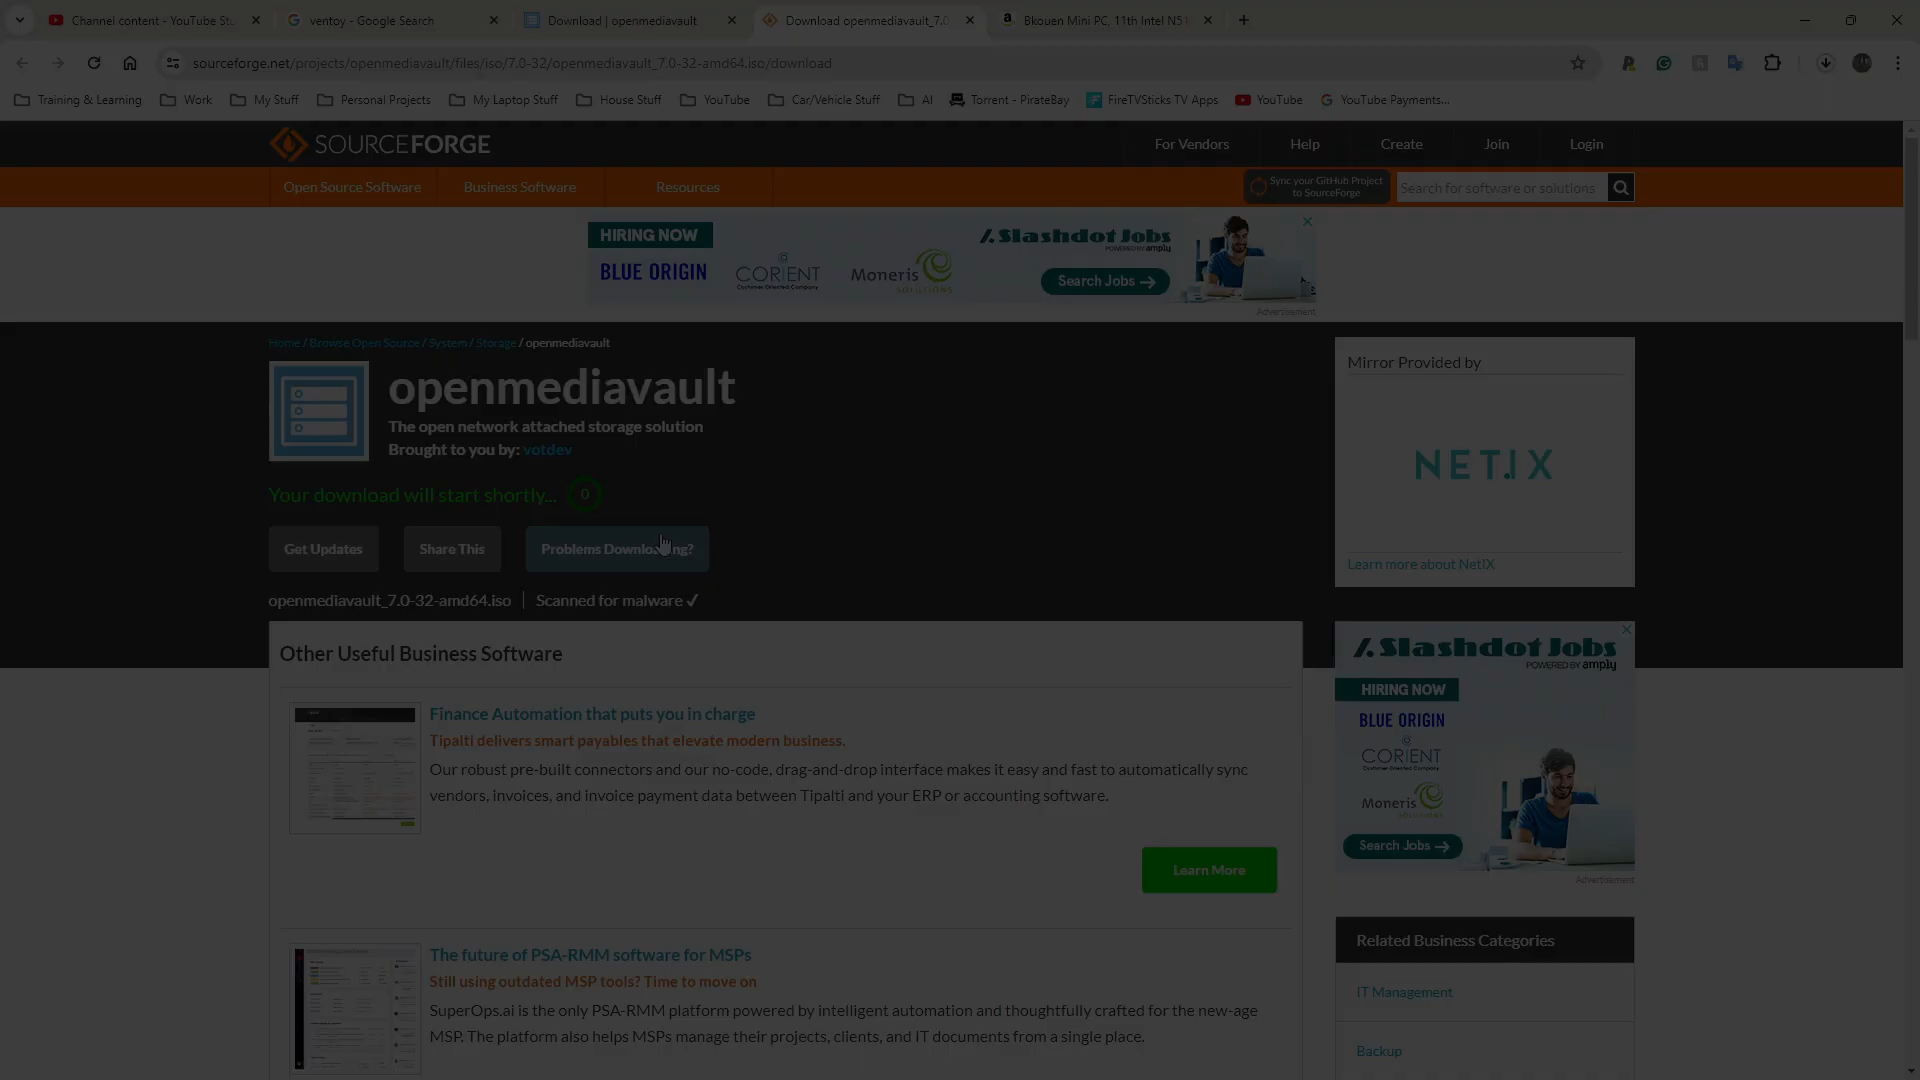 Channel content - YouTube Stu
ventoy - Google Search
Download | openmediavault
Download openmediavault_7.0
Bkouen Mini PC, 11th Intel N51
sourceforge.net/projects/openmediavault/files/iso/7.0-32/openmediavault_7.0-32-amd64.iso/download
Training & Learning
Work
My Stuff
Personal Projects
My Laptop Stuff
House Stuff
YouTube
Car/Vehicle Stuff
AI
Torrent - PirateBay
FireTVSticks TV Apps
YouTube
YouTube Payments...
SOURCEFORGE
For Vendors
Help
Create
Join
Login
Open Source Software
Business Software
Resources
Sync your GitHub Project
to SourceForge
Search for software or solutions
HIRING NOW
BLUE ORIGIN
CORIENT
Moneris
SOLUTIONS
Slashdot Jobs
POWERED BY amply
Search Jobs →
Advertisement
Home / Browse Open Source / System / Storage / openmediavault
openmediavault
The open network attached storage solution
Brought to you by: votdev
Your download will start shortly... 0
Get Updates
Share This
Problems Downloading?
openmediavault_7.0-32-amd64.iso
Scanned for malware ✓
Mirror Provided by
NETIX
Learn more about NetIX
Other Useful Business Software
Finance Automation that puts you in charge
Tipalti delivers smart payables that elevate modern business.
Our robust pre-built connectors and our no-code, drag-and-drop interface makes it easy and fast to automatically sync
vendors, invoices, and invoice payment data between Tipalti and your ERP or accounting software.
Learn More
The future of PSA-RMM software for MSPs
Still using outdated MSP tools? Time to move on
SuperOps.ai is the only PSA-RMM platform powered by intelligent automation and thoughtfully crafted for the new-age
MSP. The platform also helps MSPs manage their projects, clients, and IT documents from a single place.
Slashdot Jobs
POWERED BY amply
HIRING NOW
BLUE ORIGIN
CORIENT
Moneris
Search Jobs →
Advertisement
Related Business Categories
IT Management
Backup